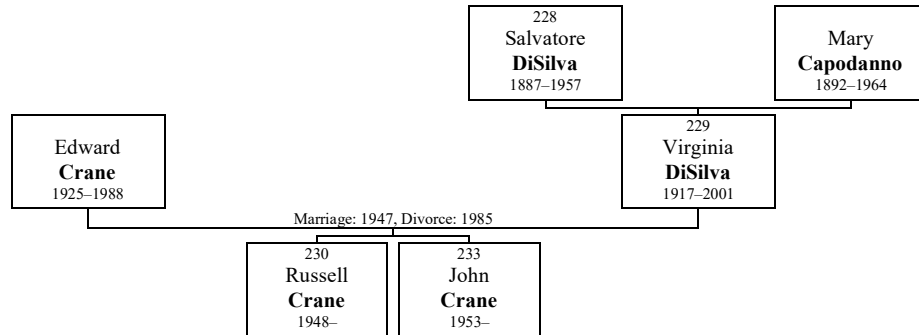 228
Salvatore
DiSilva
1887–1957
Mary
Capodanno
1892–1964
Edward
Crane
1925–1988
229
Virginia
DiSilva
1917–2001
Marriage: 1947, Divorce: 1985
230
Russell
Crane
1948–
233
John
Crane
1953–